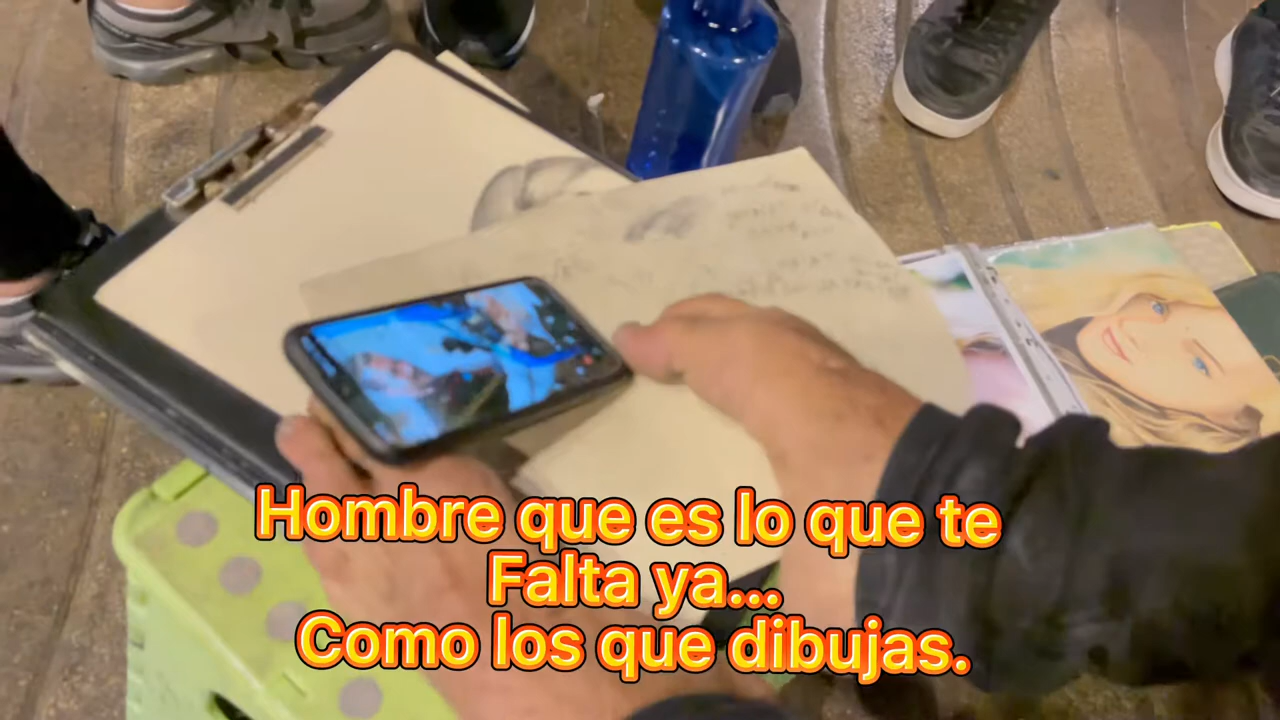 Hombre que es lo que te
Falta ya...
Como los que dibujas.